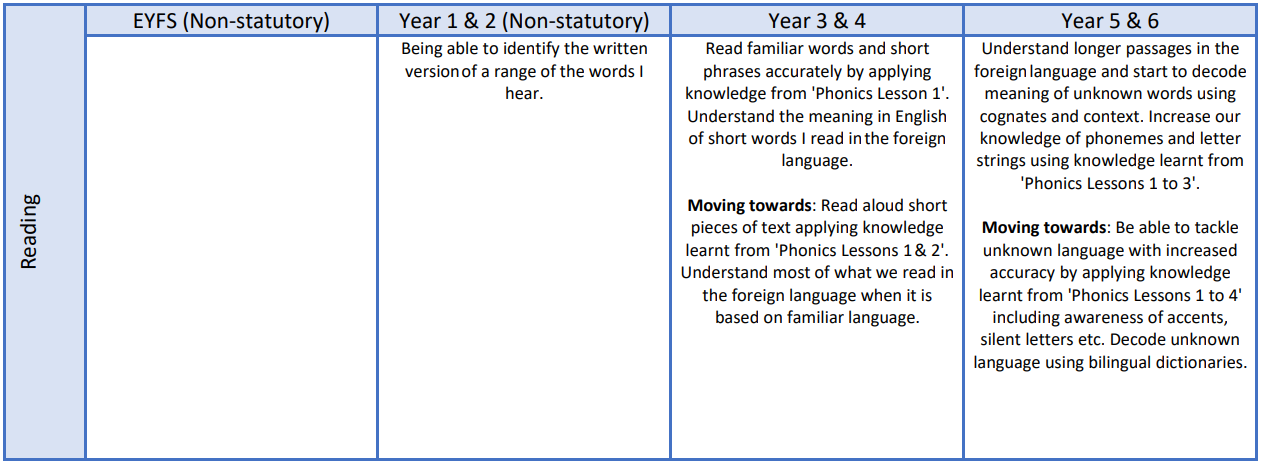 EYFS (Non-statutory)
Year 1 & 2 (Non-statutory)
Year 3 & 4
Year 5 & 6
Reading
Being able to identify the written
version of a range of the words I
hear.
Read familiar words and short
phrases accurately by applying
knowledge from 'Phonics Lesson 1'.
Understand the meaning in English
of short words I read in the foreign
language.
Moving towards: Read aloud short
pieces of text applying knowledge
learnt from 'Phonics Lessons 1 & 2'.
Understand most of what we read in
the foreign language when it is
based on familiar language.
Understand longer passages in the
foreign language and start to decode
meaning of unknown words using
cognates and context. Increase our
knowledge of phonemes and letter
strings using knowledge learnt from
'Phonics Lessons 1 to 3'.
Moving towards: Be able to tackle
unknown language with increased
accuracy by applying knowledge
learnt from 'Phonics Lessons 1 to 4'
including awareness of accents,
silent letters etc. Decode unknown
language using bilingual dictionaries.